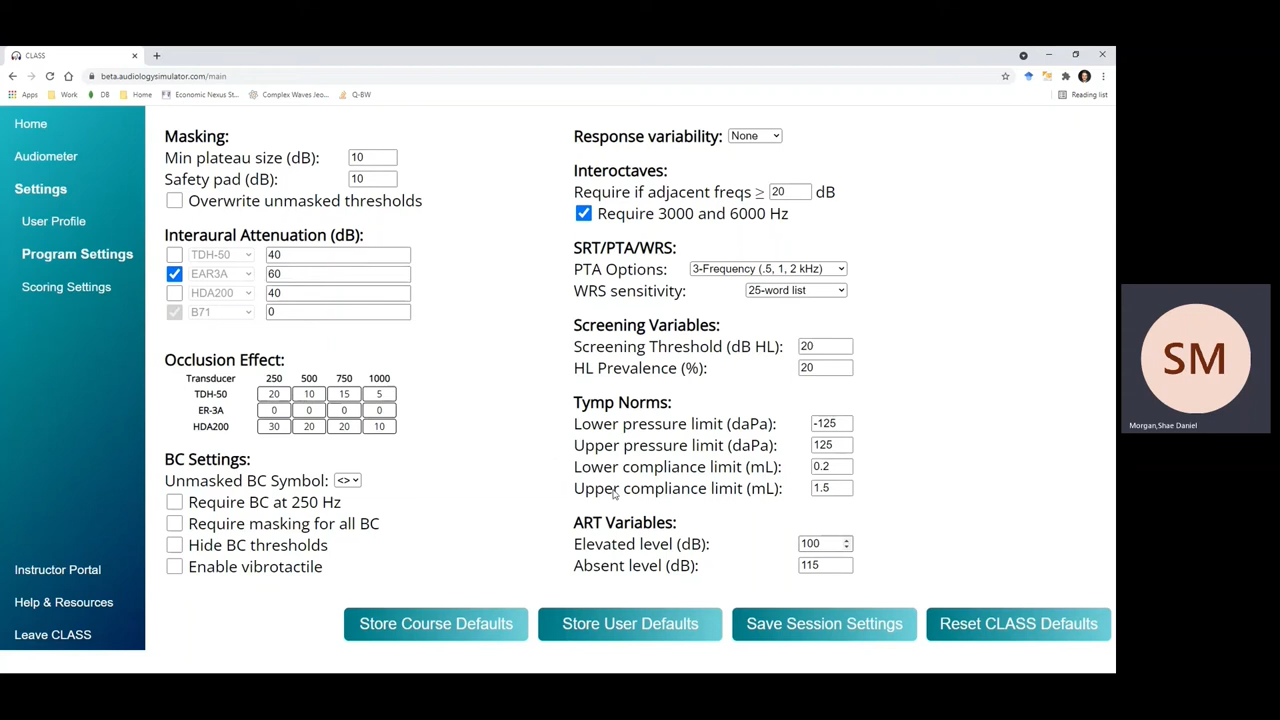 CLASS
beta.audiologysimulator.com/main
Apps
Work
DB
Home
Economic Nexus St...
Complex Waves Jeo...
Q-BW
Reading list
Home
Audiometer
Settings
User Profile
Program Settings
Scoring Settings
Instructor Portal
Help & Resources
Leave CLASS
Masking:
Min plateau size (dB): 10
Safety pad (dB): 10
Overwrite unmasked thresholds
Interaural Attenuation (dB):
TDH-50 40
EAR3A 60
HDA200 40
B71 0
Occlusion Effect:
Transducer 250 500 750 1000
TDH-50 20 10 15 5
ER-3A 0 0 0 0
HDA200 30 20 20 10
BC Settings:
Unmasked BC Symbol: <>
Require BC at 250 Hz
Require masking for all BC
Hide BC thresholds
Enable vibrotactile
Response variability: None
Interoctaves:
Require if adjacent freqs ≥ 20 dB
Require 3000 and 6000 Hz
SRT/PTA/WRS:
PTA Options: 3-Frequency (.5, 1, 2 kHz)
WRS sensitivity: 25-word list
Screening Variables:
Screening Threshold (dB HL): 20
HL Prevalence (%): 20
Tymp Norms:
Lower pressure limit (daPa): -125
Upper pressure limit (daPa): 125
Lower compliance limit (mL): 0.2
Upper compliance limit (mL): 1.5
ART Variables:
Elevated level (dB): 100
Absent level (dB): 115
Store Course Defaults
Store User Defaults
Save Session Settings
Reset CLASS Defaults
SM
Morgan,Shae Daniel